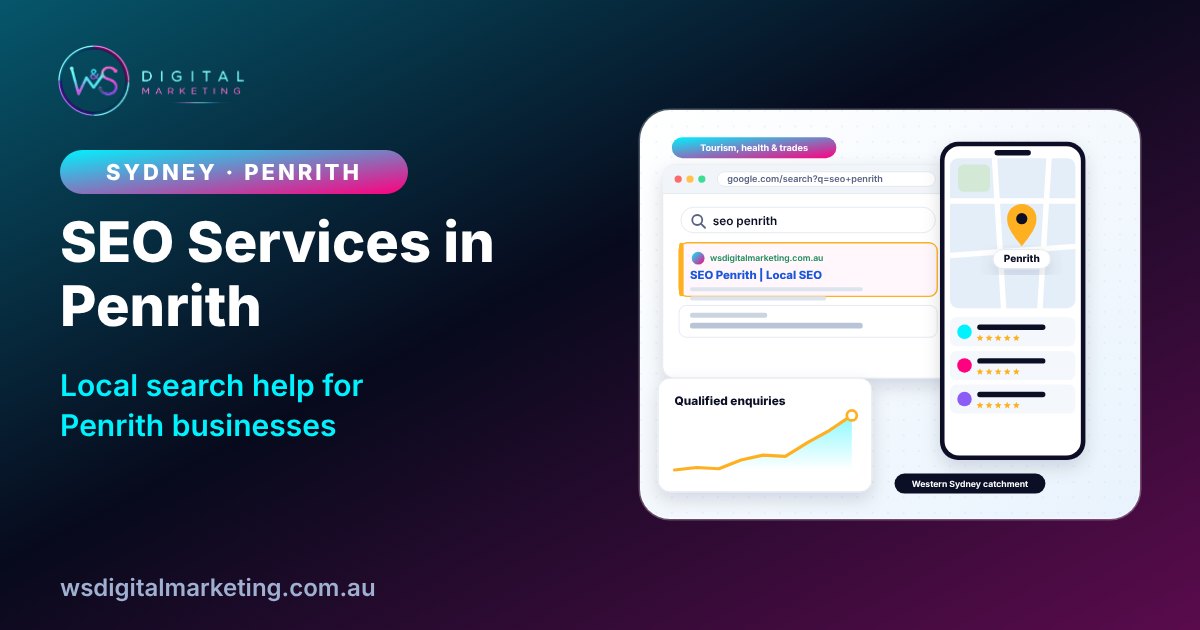 W&S DIGITAL
MARKETING
SYDNEY · PENRITH
SEO Services in
Penrith
Local search help for
Penrith businesses
wsdigitalmarketing.com.au
Tourism, health & trades
google.com/search?q=seo+penrith
seo penrith
wsdigitalmarketing.com.au
SEO Penrith | Local SEO
Qualified enquiries
Penrith
Western Sydney catchment